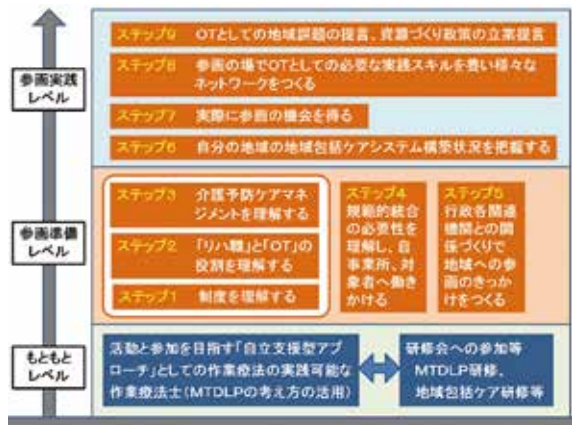 ステップ9 OTとしての地域課題の提言、資源づくり政策の立案提言
ステップ8 参画の場でOTとしての必要な実践スキルを養い様々な
ネットワークをつくる
ステップ7 実際に参画の機会を得る
ステップ6 自分の地域の地域包括ケアシステム構築状況を把握する
参画実践
レベル
ステップ3 介護予防ケアマネ
ジメントを理解する
ステップ2 「リハ職」と「OT」の
役割を理解する
ステップ1 制度を理解する
ステップ4
規範的統合
の必要性を
理解し、自
事業所、対
象者へ働き
かける
ステップ5
行政各関連
機関との関
係づくりで
地域への参
画のきっか
けをつくる
参画準備
レベル
もともと
レベル
活動と参加を目指す「自立支援型アプ
ローチ」としての作業療法の実践可能な
作業療法士(MTDLPの考え方の活用)
研修会への参加等
MTDLP研修、
地域包括ケア研修等